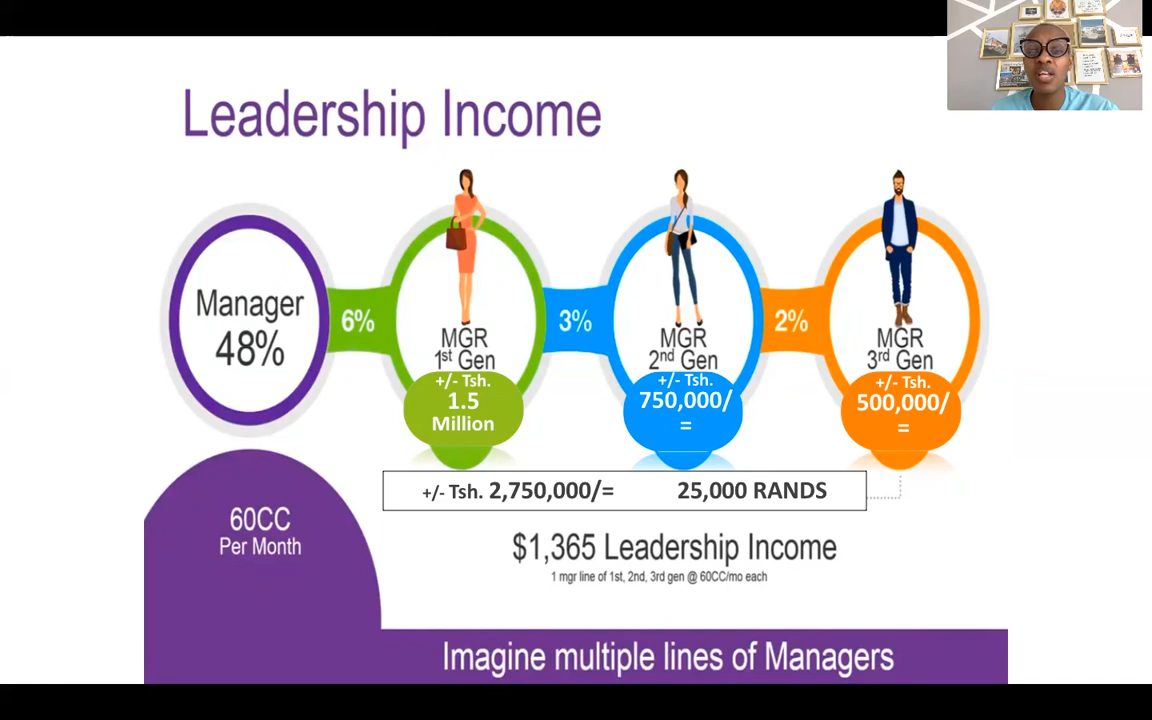 Leadership Income
Manager
48%
6%
MGR
1st Gen
+/- Tsh.
1.5
Million
3%
MGR
2nd Gen
+/- Tsh.
750,000/
=
2%
MGR
3rd Gen
+/- Tsh.
500,000/
=
+/- Tsh. 2,750,000/= 25,000 RANDS
60CC
Per Month
$1,365 Leadership Income
1 mgr line of 1st, 2nd, 3rd gen @ 60CC/mo each
Imagine multiple lines of Managers